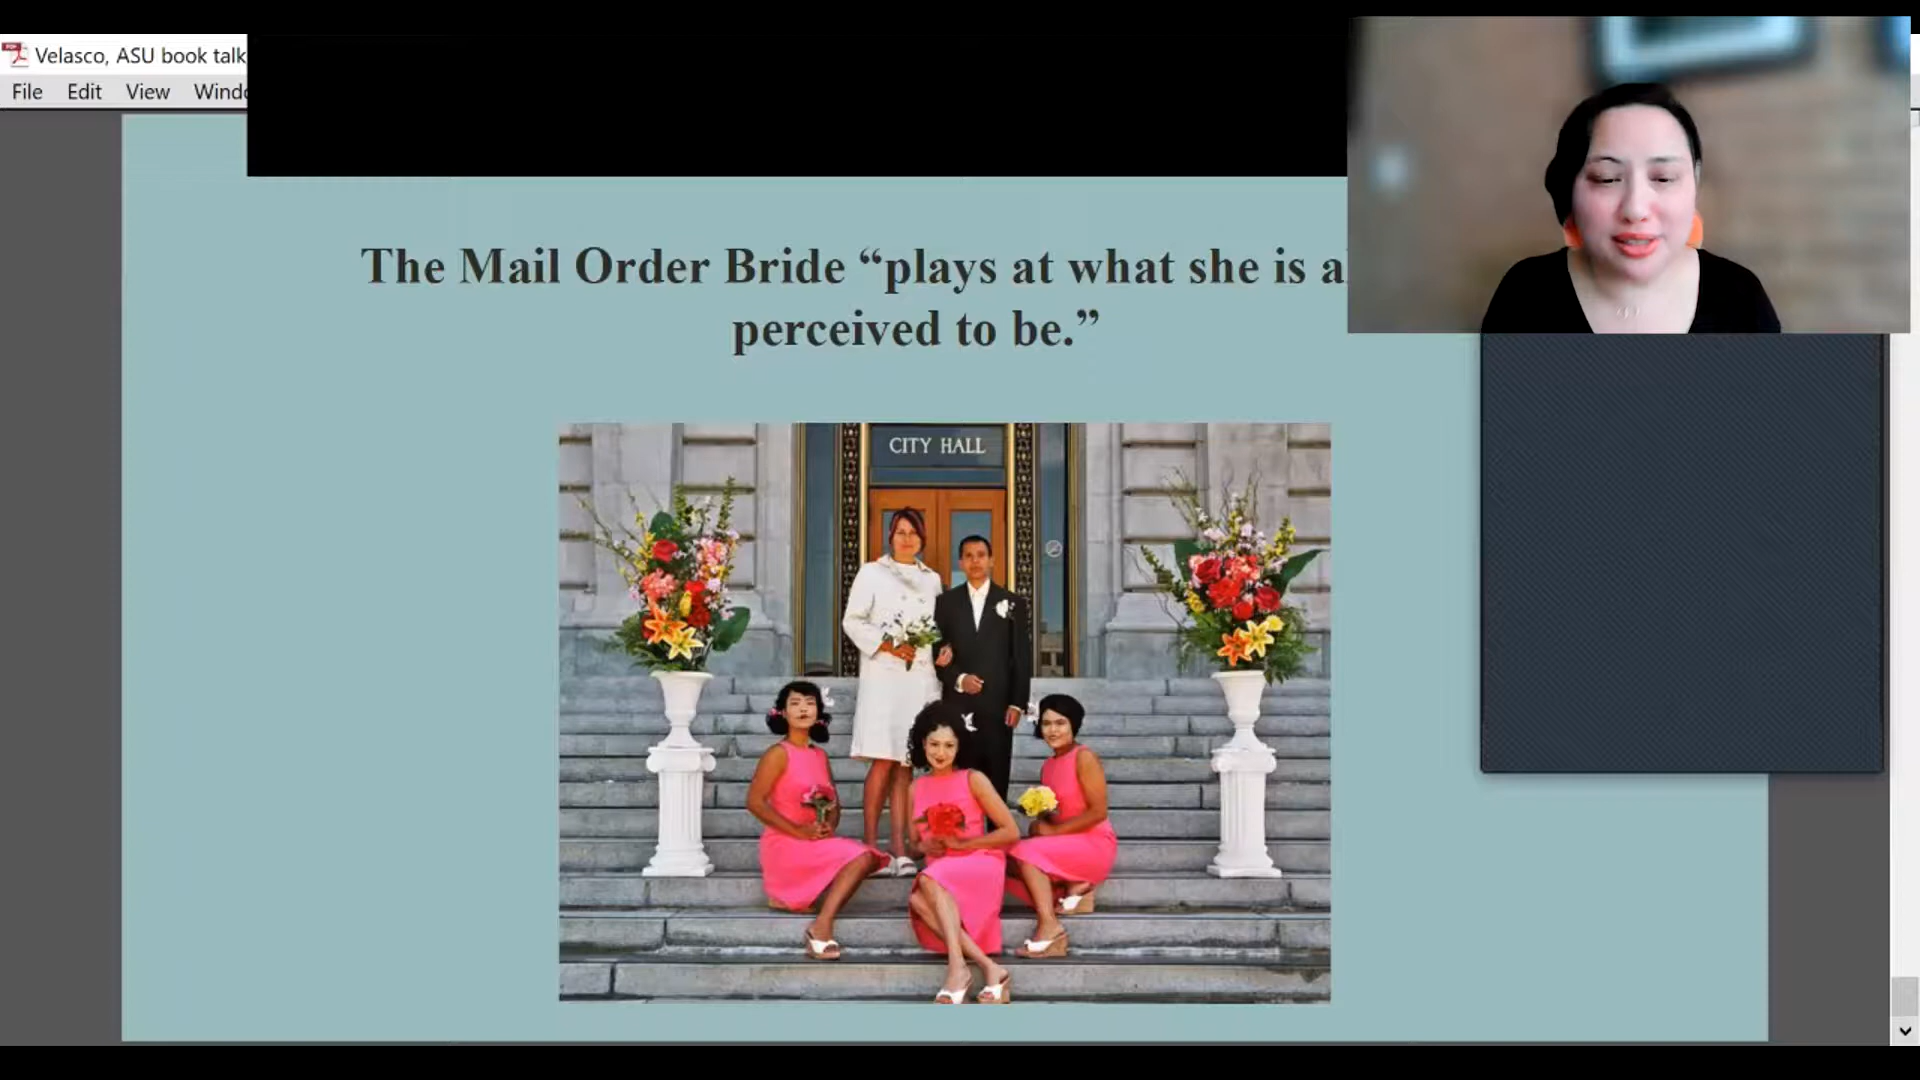 Velasco, ASU book talk
File Edit View
The Mail Order Bride “plays at what she is
perceived to be.”
CITY HALL